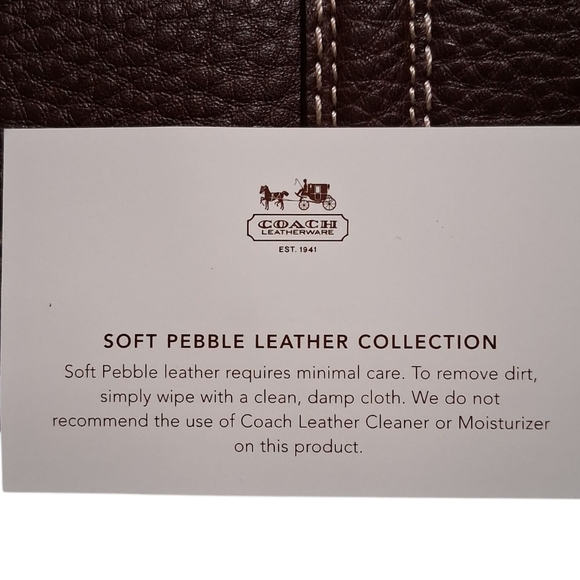 COACH
LEATHERWARE
EST. 1941
SOFT PEBBLE LEATHER COLLECTION
Soft Pebble leather requires minimal care. To remove dirt,
simply wipe with a clean, damp cloth. We do not
recommend the use of Coach Leather Cleaner or Moisturizer
on this product.